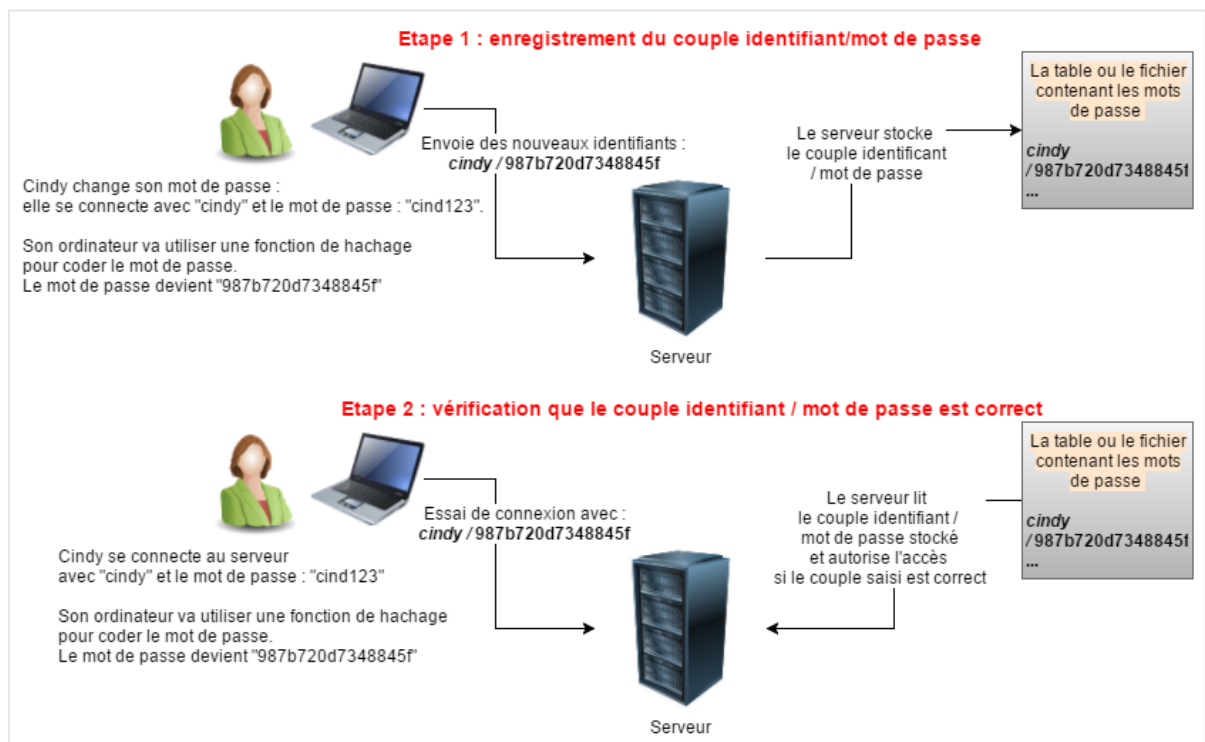 Etape 1 : enregistrement du couple identifiant/mot de passe
La table ou le fichier
contenant les mots
de passe
cindy
/987b720d7348845f
...
Envoie des nouveaux identifiants :
cindy /987b720d7348845f
Le serveur stocke
le couple identificant
/ mot de passe
Cindy change son mot de passe :
elle se connecte avec "cindy" et le mot de passe : "cind123".
Son ordinateur va utiliser une fonction de hachage
pour coder le mot de passe.
Le mot de passe devient "987b720d7348845f"
Serveur
Etape 2 : vérification que le couple identifiant / mot de passe est correct
La table ou le fichier
contenant les mots
de passe
cindy
/987b720d7348845f
...
Essai de connexion avec :
cindy /987b720d7348845f
Le serveur lit
le couple identifiant /
mot de passe stocké
et autorise l'accès
si le couple saisi est correct
Cindy se connecte au serveur
avec "cindy" et le mot de passe : "cind123"
Son ordinateur va utiliser une fonction de hachage
pour coder le mot de passe.
Le mot de passe devient "987b720d7348845f"
Serveur